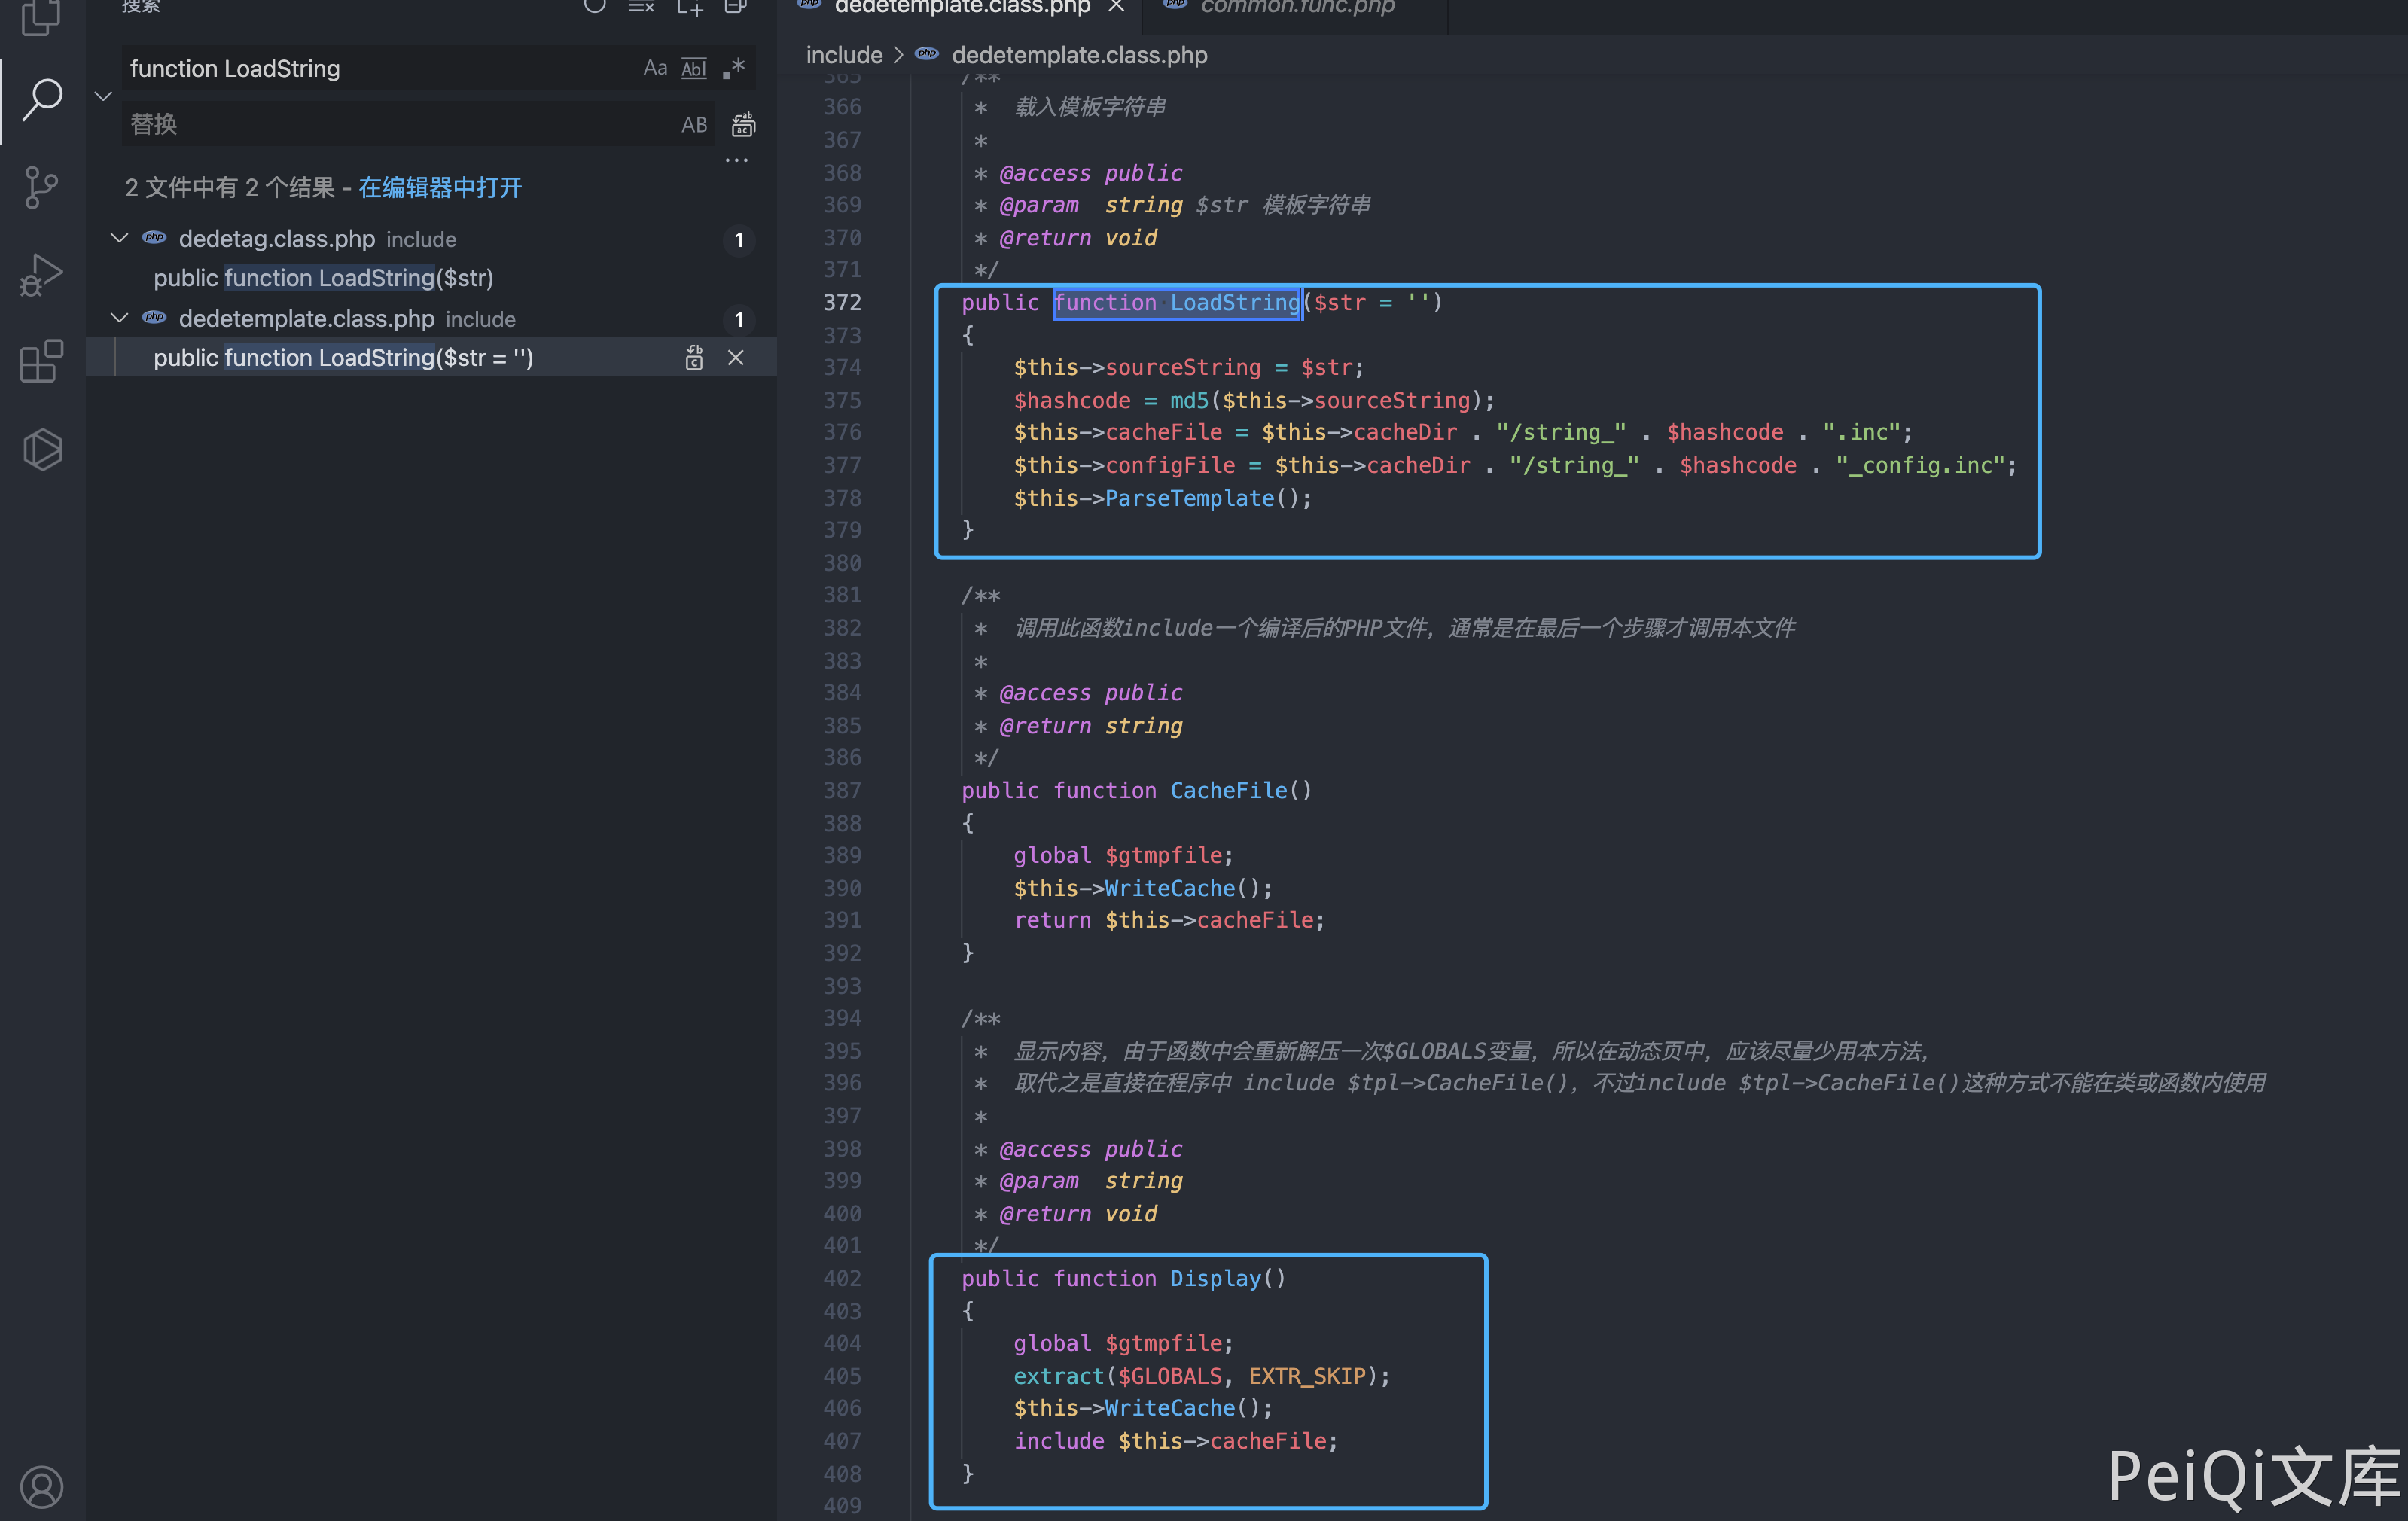 搜索
function LoadString
Aa Abl .*
替换
AB
...
2 文件中有 2 个结果 - 在编辑器中打开
dedetag.class.php include 1
public function LoadString($str)
dedetemplate.class.php include 1
public function LoadString($str = '')
dedetemplate.class.php
common.func.php
include > dedetemplate.class.php
365 /**
366 * 载入模板字符串
367 *
368 * @access public
369 * @param string $str 模板字符串
370 * @return void
371 */
372 public function LoadString($str = '')
373 {
374 $this->sourceString = $str;
375 $hashcode = md5($this->sourceString);
376 $this->cacheFile = $this->cacheDir . "/string_" . $hashcode . ".inc";
377 $this->configFile = $this->cacheDir . "/string_" . $hashcode . "_config.inc";
378 $this->ParseTemplate();
379 }
380
381 /**
382 * 调用此函数include一个编译后的PHP文件，通常是在最后一个步骤才调用本文件
383 *
384 * @access public
385 * @return string
386 */
387 public function CacheFile()
388 {
389 global $gtmpfile;
390 $this->WriteCache();
391 return $this->cacheFile;
392 }
393
394 /**
395 * 显示内容，由于函数中会重新解压一次$GLOBALS变量，所以在动态页中，应该尽量少用本方法，
396 * 取代之是直接在程序中 include $tpl->CacheFile()，不过include $tpl->CacheFile()这种方式不能在类或函数内使用
397 *
398 * @access public
399 * @param string
400 * @return void
401 */
402 public function Display()
403 {
404 global $gtmpfile;
405 extract($GLOBALS, EXTR_SKIP);
406 $this->WriteCache();
407 include $this->cacheFile;
408 }
409
PeiQi文库